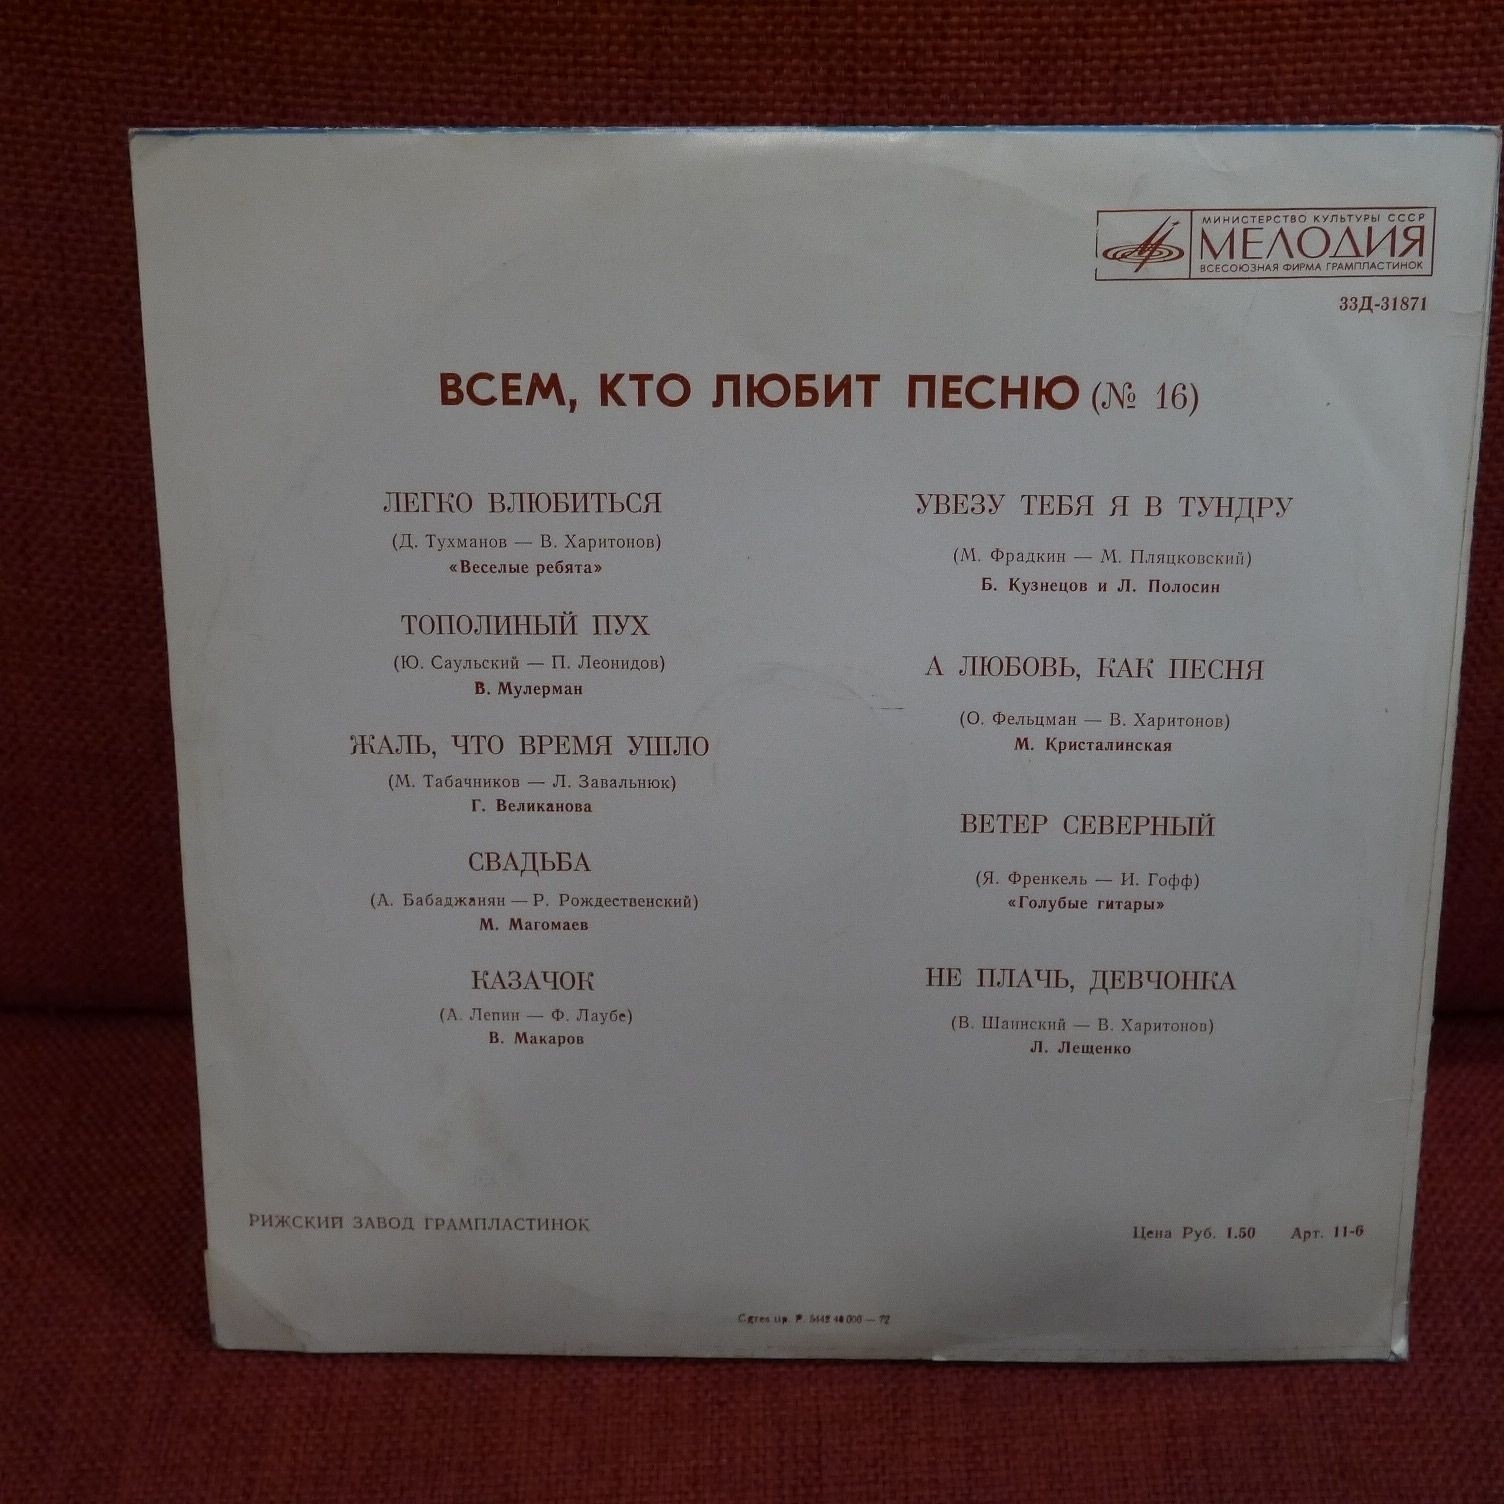 МИНИСТЕРСТВО КУЛЬТУРЫ СССР
МЕЛОДИЯ
ВСЕСОЮЗНАЯ ФИРМА ГРАМПЛАСТИНОК
33Д-31871
ВСЕМ, КТО ЛЮБИТ ПЕСНЮ (№ 16)
ЛЕГКО ВЛЮБИТЬСЯ
(Д. Тухманов — В. Харитонов)
«Веселые ребята»
ТОПОЛИНЫЙ ПУХ
(Ю. Саульский — П. Леонидов)
В. Мулерман
ЖАЛЬ, ЧТО ВРЕМЯ УШЛО
(М. Табачников — Л. Завальнюк)
Г. Великанова
СВАДЬБА
(А. Бабаджанян — Р. Рождественский)
М. Магомаев
КАЗАЧОК
(А. Лепин — Ф. Лаубе)
В. Макаров
УВЕЗУ ТЕБЯ Я В ТУНДРУ
(М. Фрадкин — М. Пляцковский)
Б. Кузнецов и Л. Полосин
А ЛЮБОВЬ, КАК ПЕСНЯ
(О. Фельцман — В. Харитонов)
М. Кристалинская
ВЕТЕР СЕВЕРНЫЙ
(Я. Френкель — И. Гофф)
«Голубые гитары»
НЕ ПЛАЧЬ, ДЕВЧОНКА
(В. Шаинский — В. Харитонов)
Л. Лещенко
РИЖСКИЙ ЗАВОД ГРАМПЛАСТИНОК
Цена Руб. 1.50 Арт. 11-6